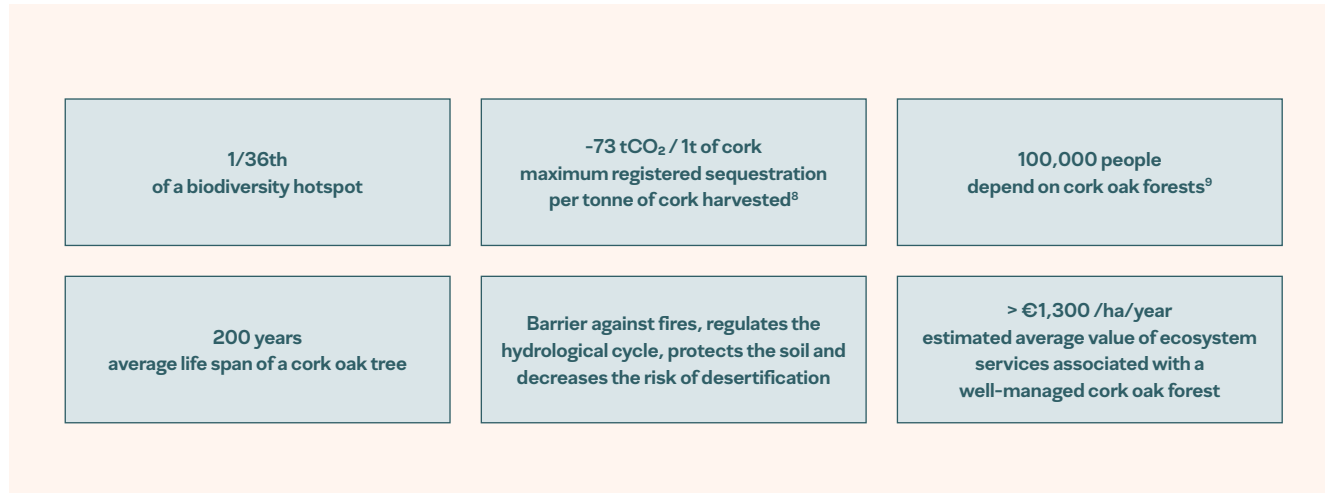 1/36th
of a biodiversity hotspot
-73 tCO₂ / 1t of cork
maximum registered sequestration
per tonne of cork harvested⁸
100,000 people
depend on cork oak forests⁹
200 years
average life span of a cork oak tree
Barrier against fires, regulates the
hydrological cycle, protects the soil and
decreases the risk of desertification
> €1,300 /ha/year
estimated average value of ecosystem
services associated with a
well-managed cork oak forest